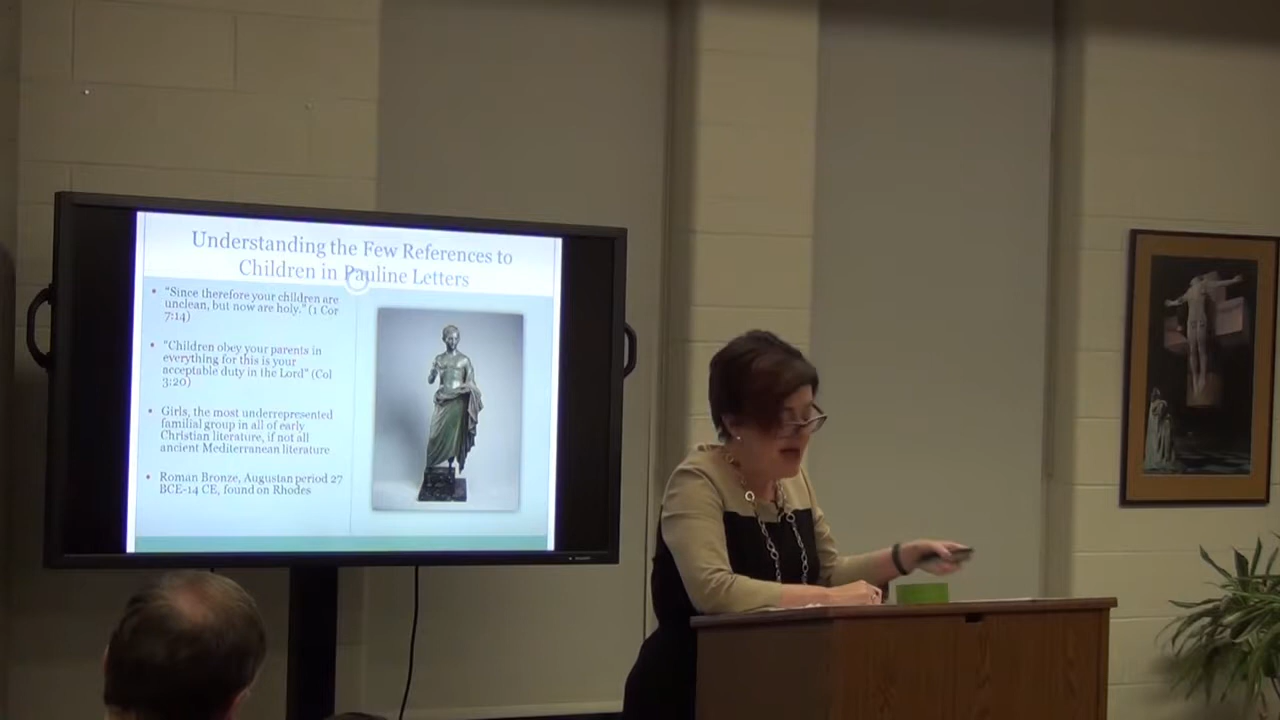 Understanding the Few References to
Children in Pauline Letters
• "Since therefore your children are
unclean, but now are holy." (1 Cor
7:14)
• "Children obey your parents in
everything for this is your
acceptable duty in the Lord" (Col
3:20)
• Girls, the most underrepresented
familial group in all of early
Christian literature, if not all
ancient Mediterranean literature
• Roman Bronze, Augustan period 27
BCE-14 CE, found on Rhodes